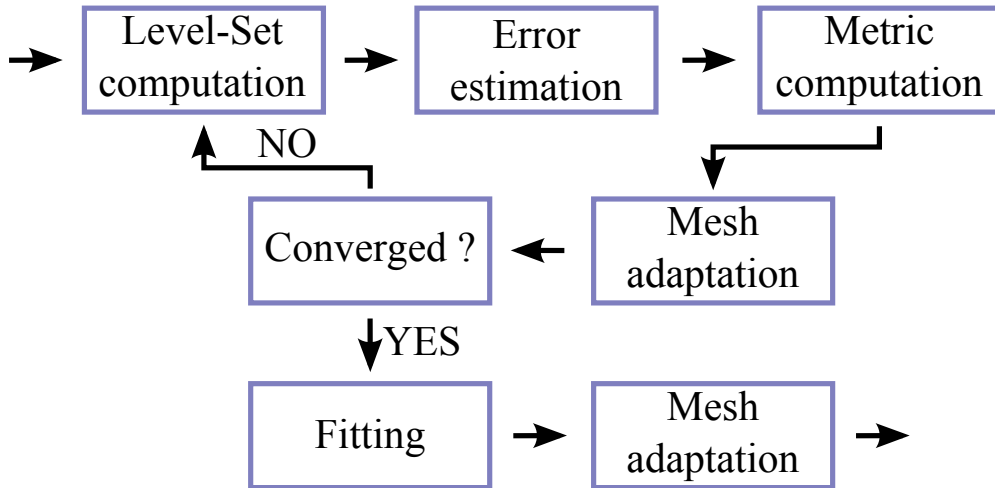 Level-Set
computation
Error
estimation
Metric
computation
NO
Converged ?
Mesh
adaptation
YES
Fitting
Mesh
adaptation